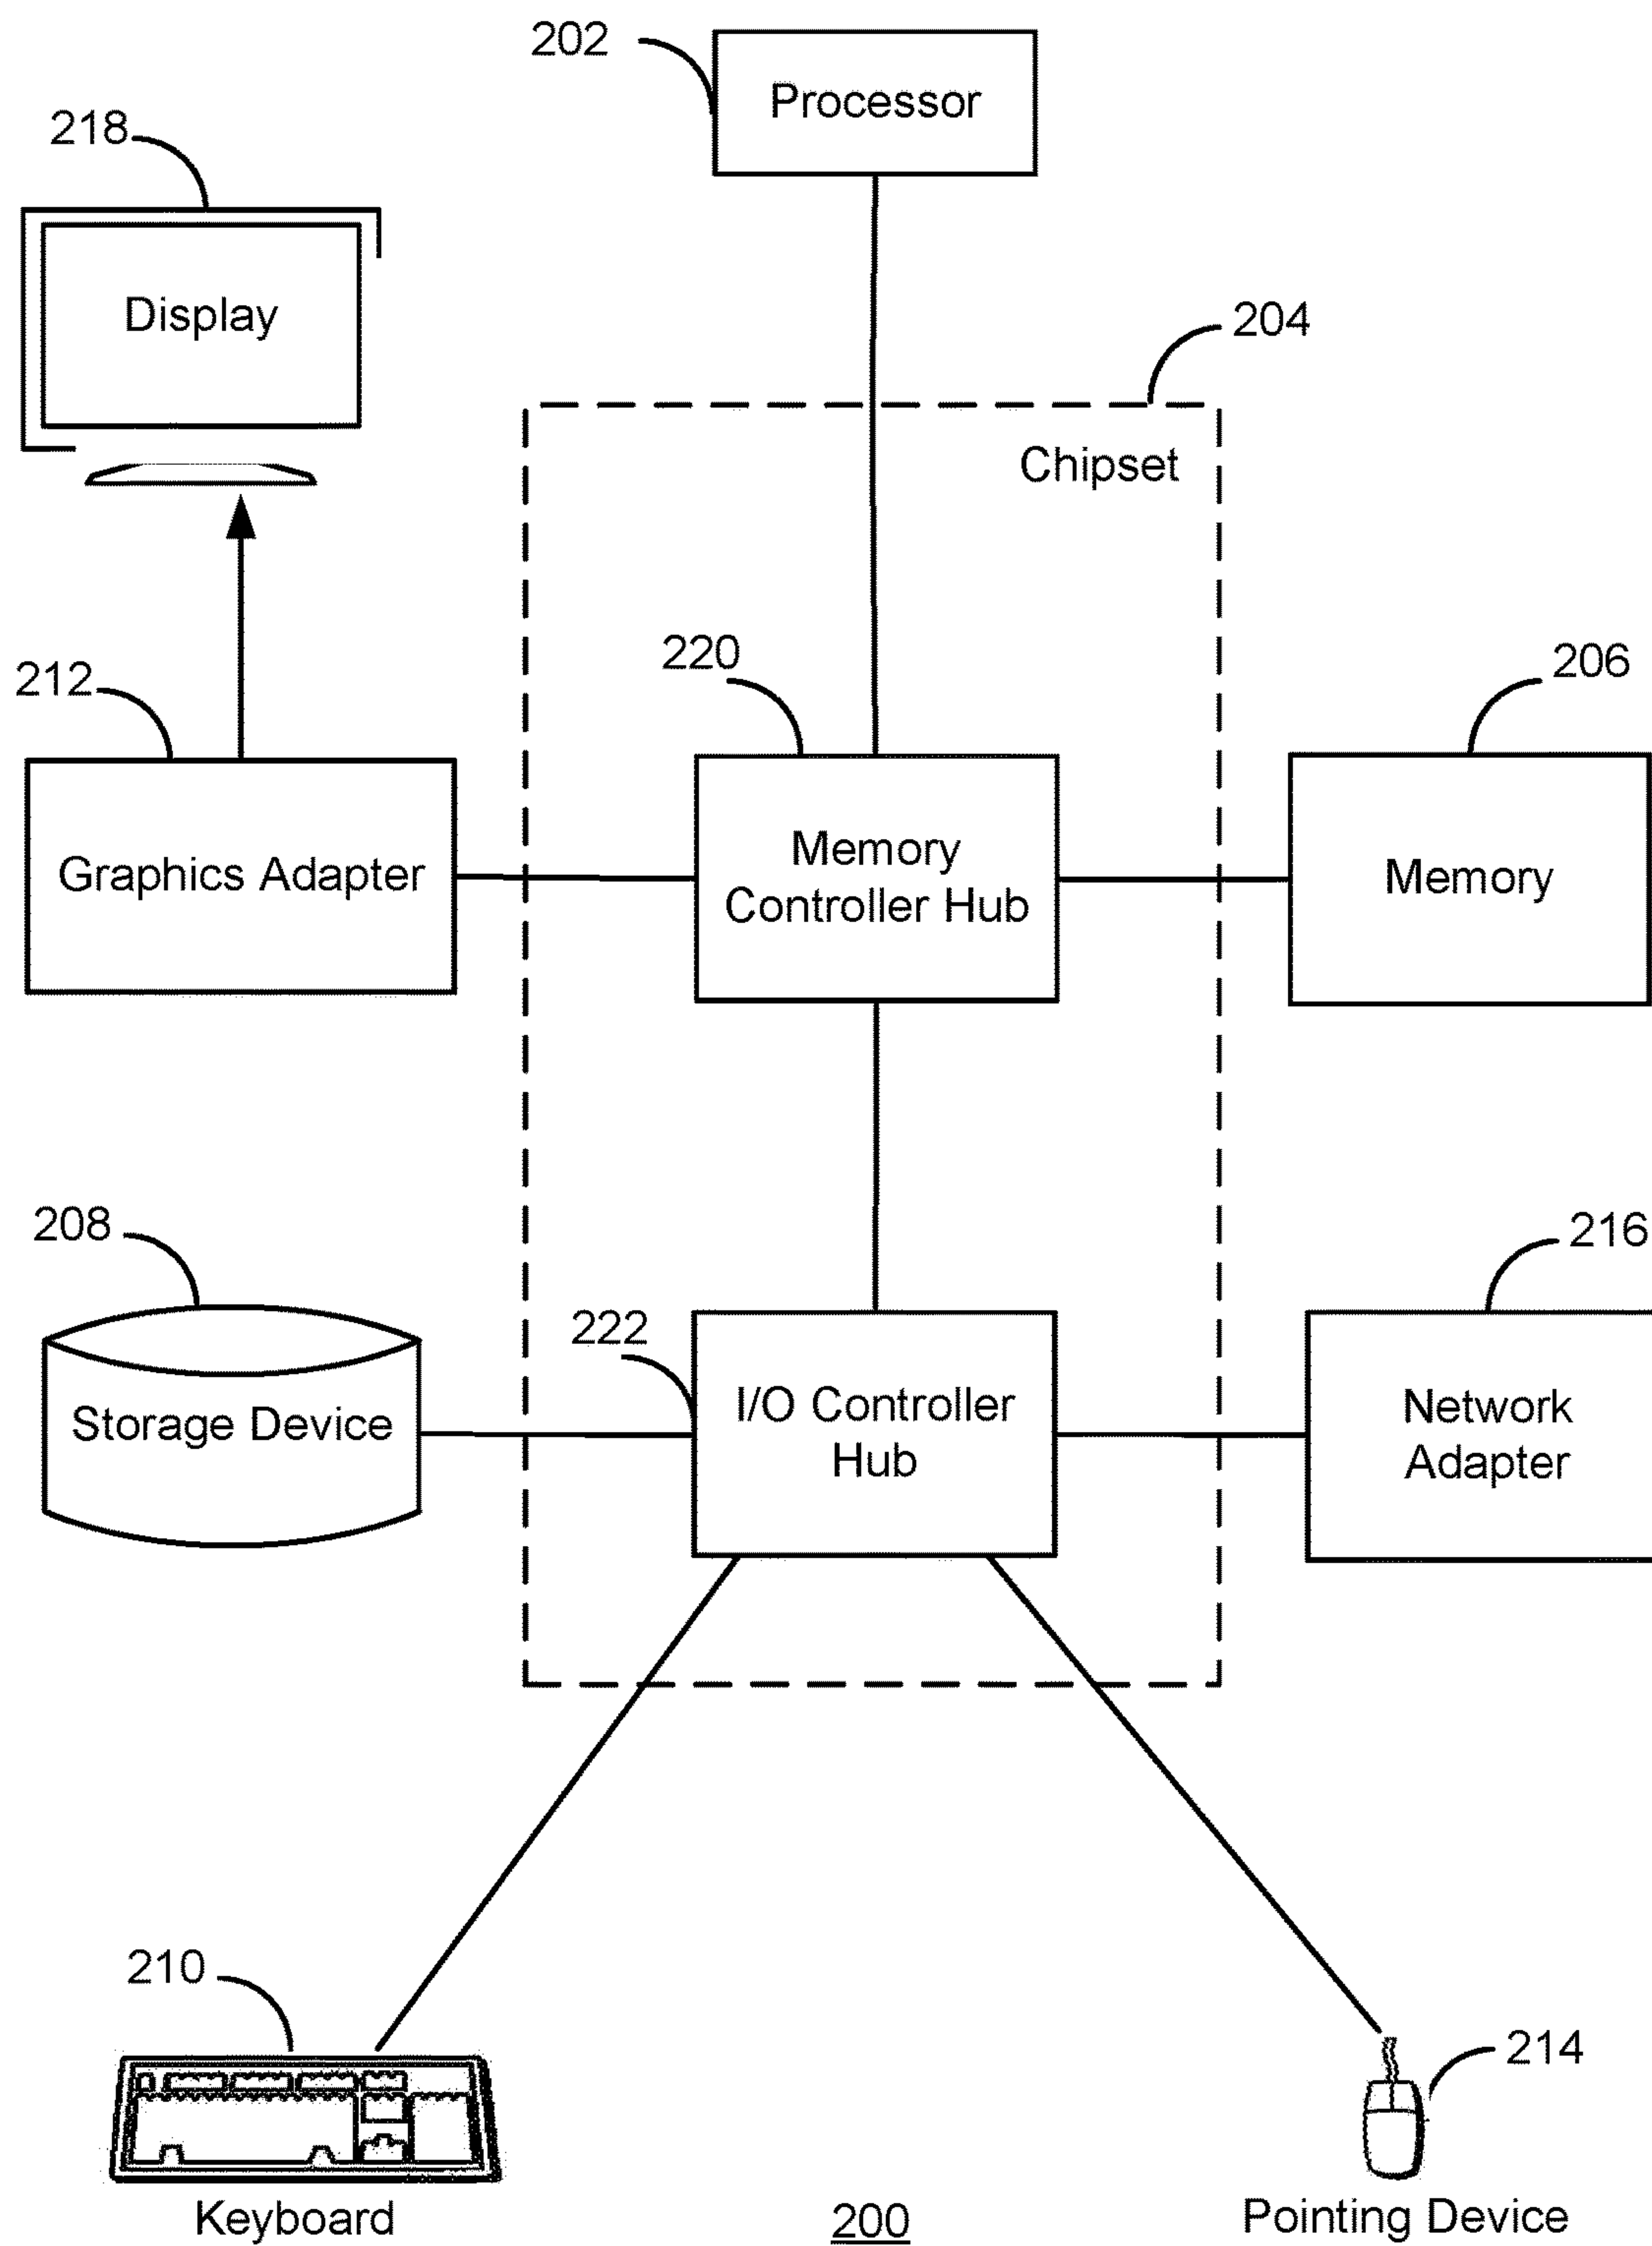 202
Processor
218
Display
204
Chipset
220
206
212
Memory
Controller Hub
Graphics Adapter
Memory
208
216
222
I/O Controller
Hub
Storage Device
Network
Adapter
210
214
Keyboard
200
Pointing Device